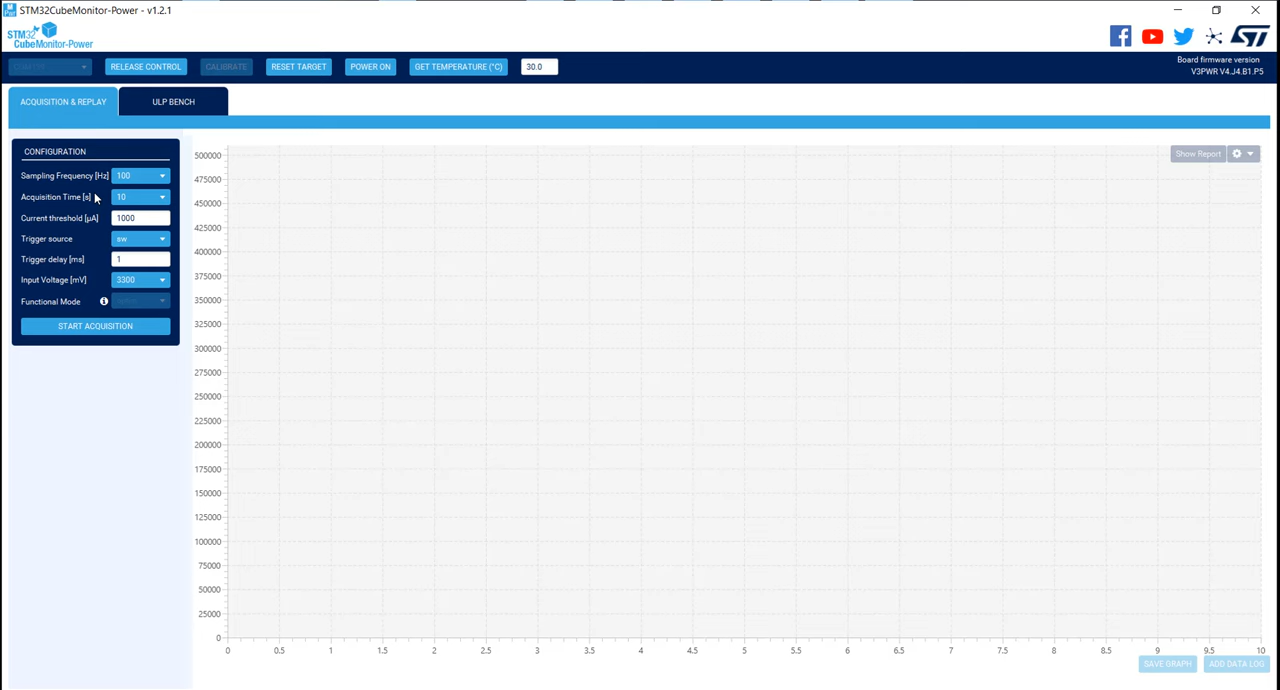 STM32CubeMonitor-Power - v1.2.1
STM32
CubeMonitor-Power
RELEASE CONTROL
CALIBRATE
RESET TARGET
POWER ON
GET TEMPERATURE (°C)
30.0
Board firmware version
V3PWR V4.J4.B1.P5
ACQUISITION & REPLAY
ULP BENCH
CONFIGURATION
Sampling Frequency [Hz] 100
Acquisition Time [s] 10
Current threshold [µA] 1000
Trigger source sw
Trigger delay [ms] 1
Input Voltage [mV] 3300
Functional Mode
START ACQUISITION
Show Report
500000
475000
450000
425000
400000
375000
350000
325000
300000
275000
250000
225000
200000
175000
150000
125000
100000
75000
50000
25000
0
0 0.5 1 1.5 2 2.5 3 3.5 4 4.5 5 5.5 6 6.5 7 7.5 8 8.5 9 9.5 10
SAVE GRAPH
ADD DATA LOG